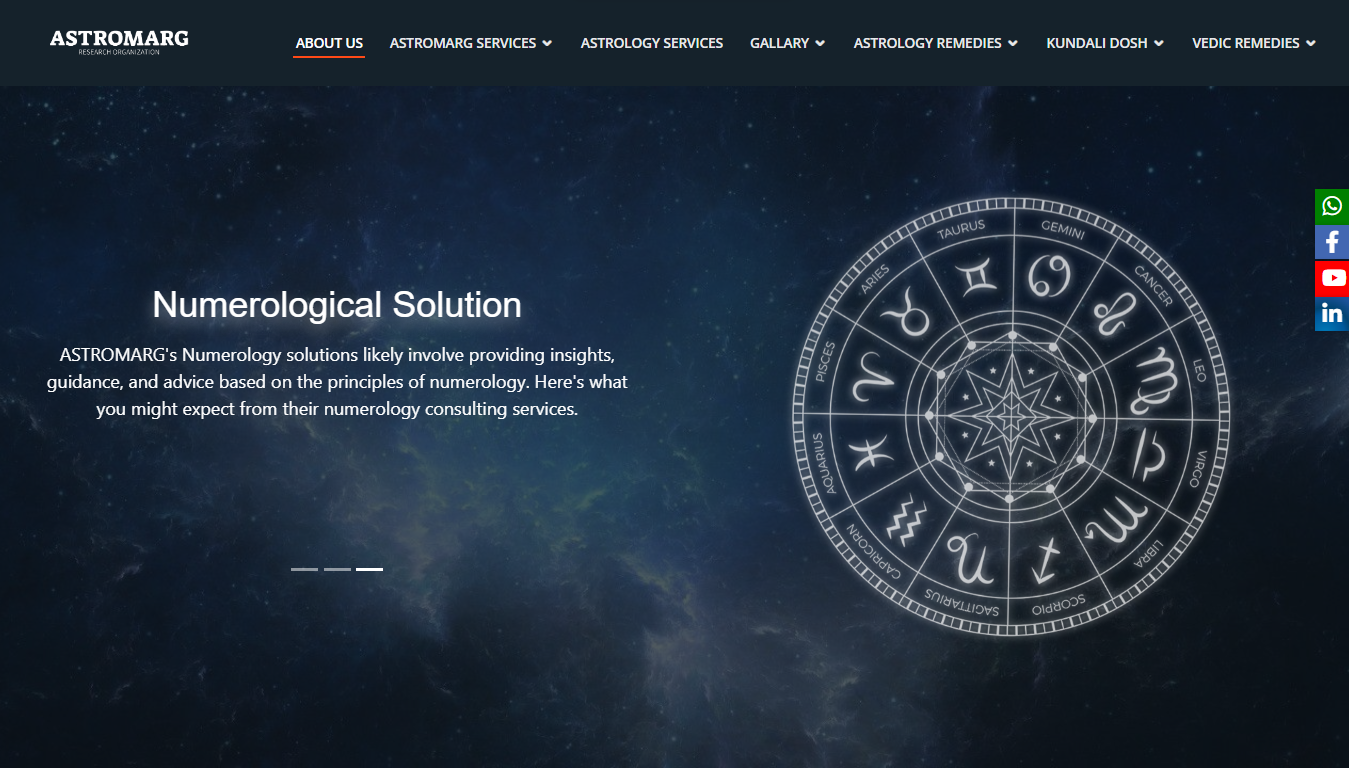 ASTROMARG
RESEARCH ORGANIZATION
ABOUT US
ASTROMARG SERVICES
ASTROLOGY SERVICES
GALLARY
ASTROLOGY REMEDIES
KUNDALI DOSH
VEDIC REMEDIES
Numerological Solution
ASTROMARG's Numerology solutions likely involve providing insights,
guidance, and advice based on the principles of numerology. Here's what
you might expect from their numerology consulting services.
TAURUS
GEMINI
CANCER
LEO
VIRGO
LIBRA
SCORPIO
SAGITTARIUS
CAPRICORN
AQUARIUS
PISCES
ARIES
in